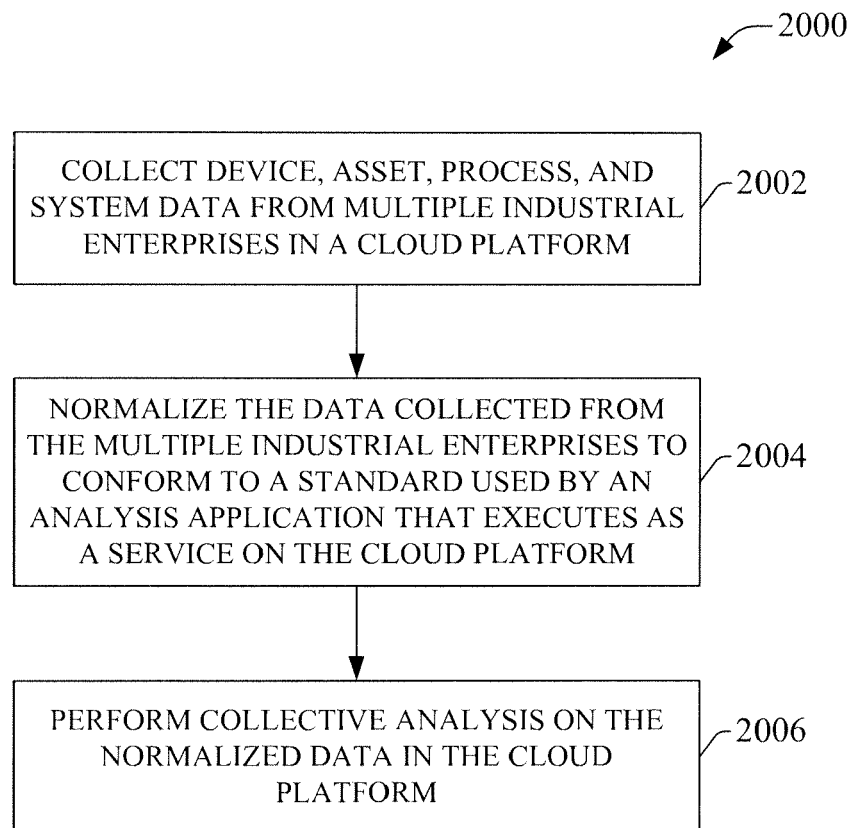 2000
COLLECT DEVICE, ASSET, PROCESS, AND
SYSTEM DATA FROM MULTIPLE INDUSTRIAL
ENTERPRISES IN A CLOUD PLATFORM
2002
NORMALIZE THE DATA COLLECTED FROM
THE MULTIPLE INDUSTRIAL ENTERPRISES TO
CONFORM TO A STANDARD USED BY AN
ANALYSIS APPLICATION THAT EXECUTES AS
A SERVICE ON THE CLOUD PLATFORM
2004
PERFORM COLLECTIVE ANALYSIS ON THE
NORMALIZED DATA IN THE CLOUD
PLATFORM
2006